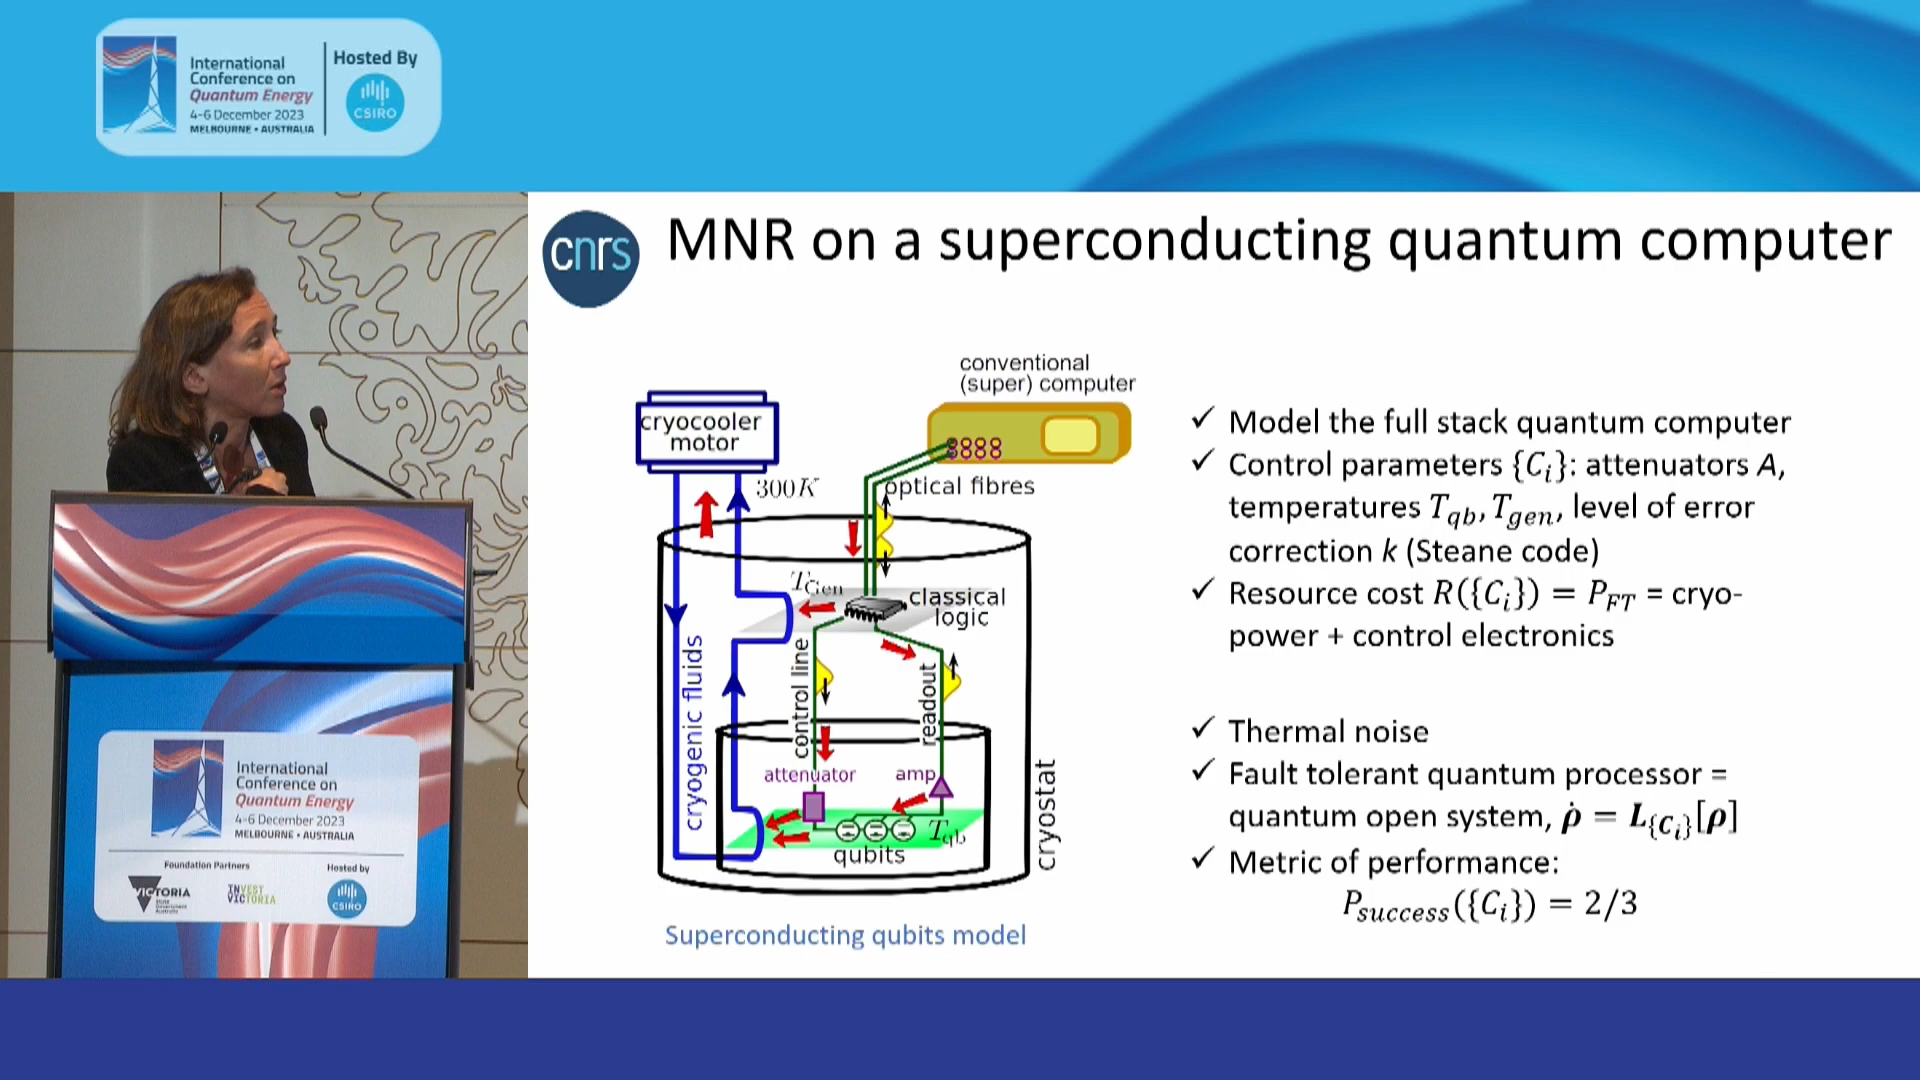 International
Conference on
Quantum Energy
4-6 December 2023
MELBOURNE • AUSTRALIA
Hosted By
CSIRO
cnrs
MNR on a superconducting quantum computer
conventional
(super) computer
cryocooler
motor
8888
300K
optical fibres
T_Gen
classical
logic
cryogenic fluids
control line
readout
attenuator
amp
T_qb
qubits
cryostat
Superconducting qubits model
✓ Model the full stack quantum computer
✓ Control parameters {C_i}: attenuators A,
temperatures T_qb, T_gen, level of error
correction k (Steane code)
✓ Resource cost R({C_i}) = P_FT = cryo-
power + control electronics
✓ Thermal noise
✓ Fault tolerant quantum processor =
quantum open system, ρ̇ = L_{C_i}[ρ]
✓ Metric of performance:
P_success({C_i}) = 2/3
International
Conference on
Quantum Energy
4-6 December 2023
MELBOURNE • AUSTRALIA
Foundation Partners
Hosted by
VICTORIA
State
Government
INVEST
VICTORIA
CSIRO